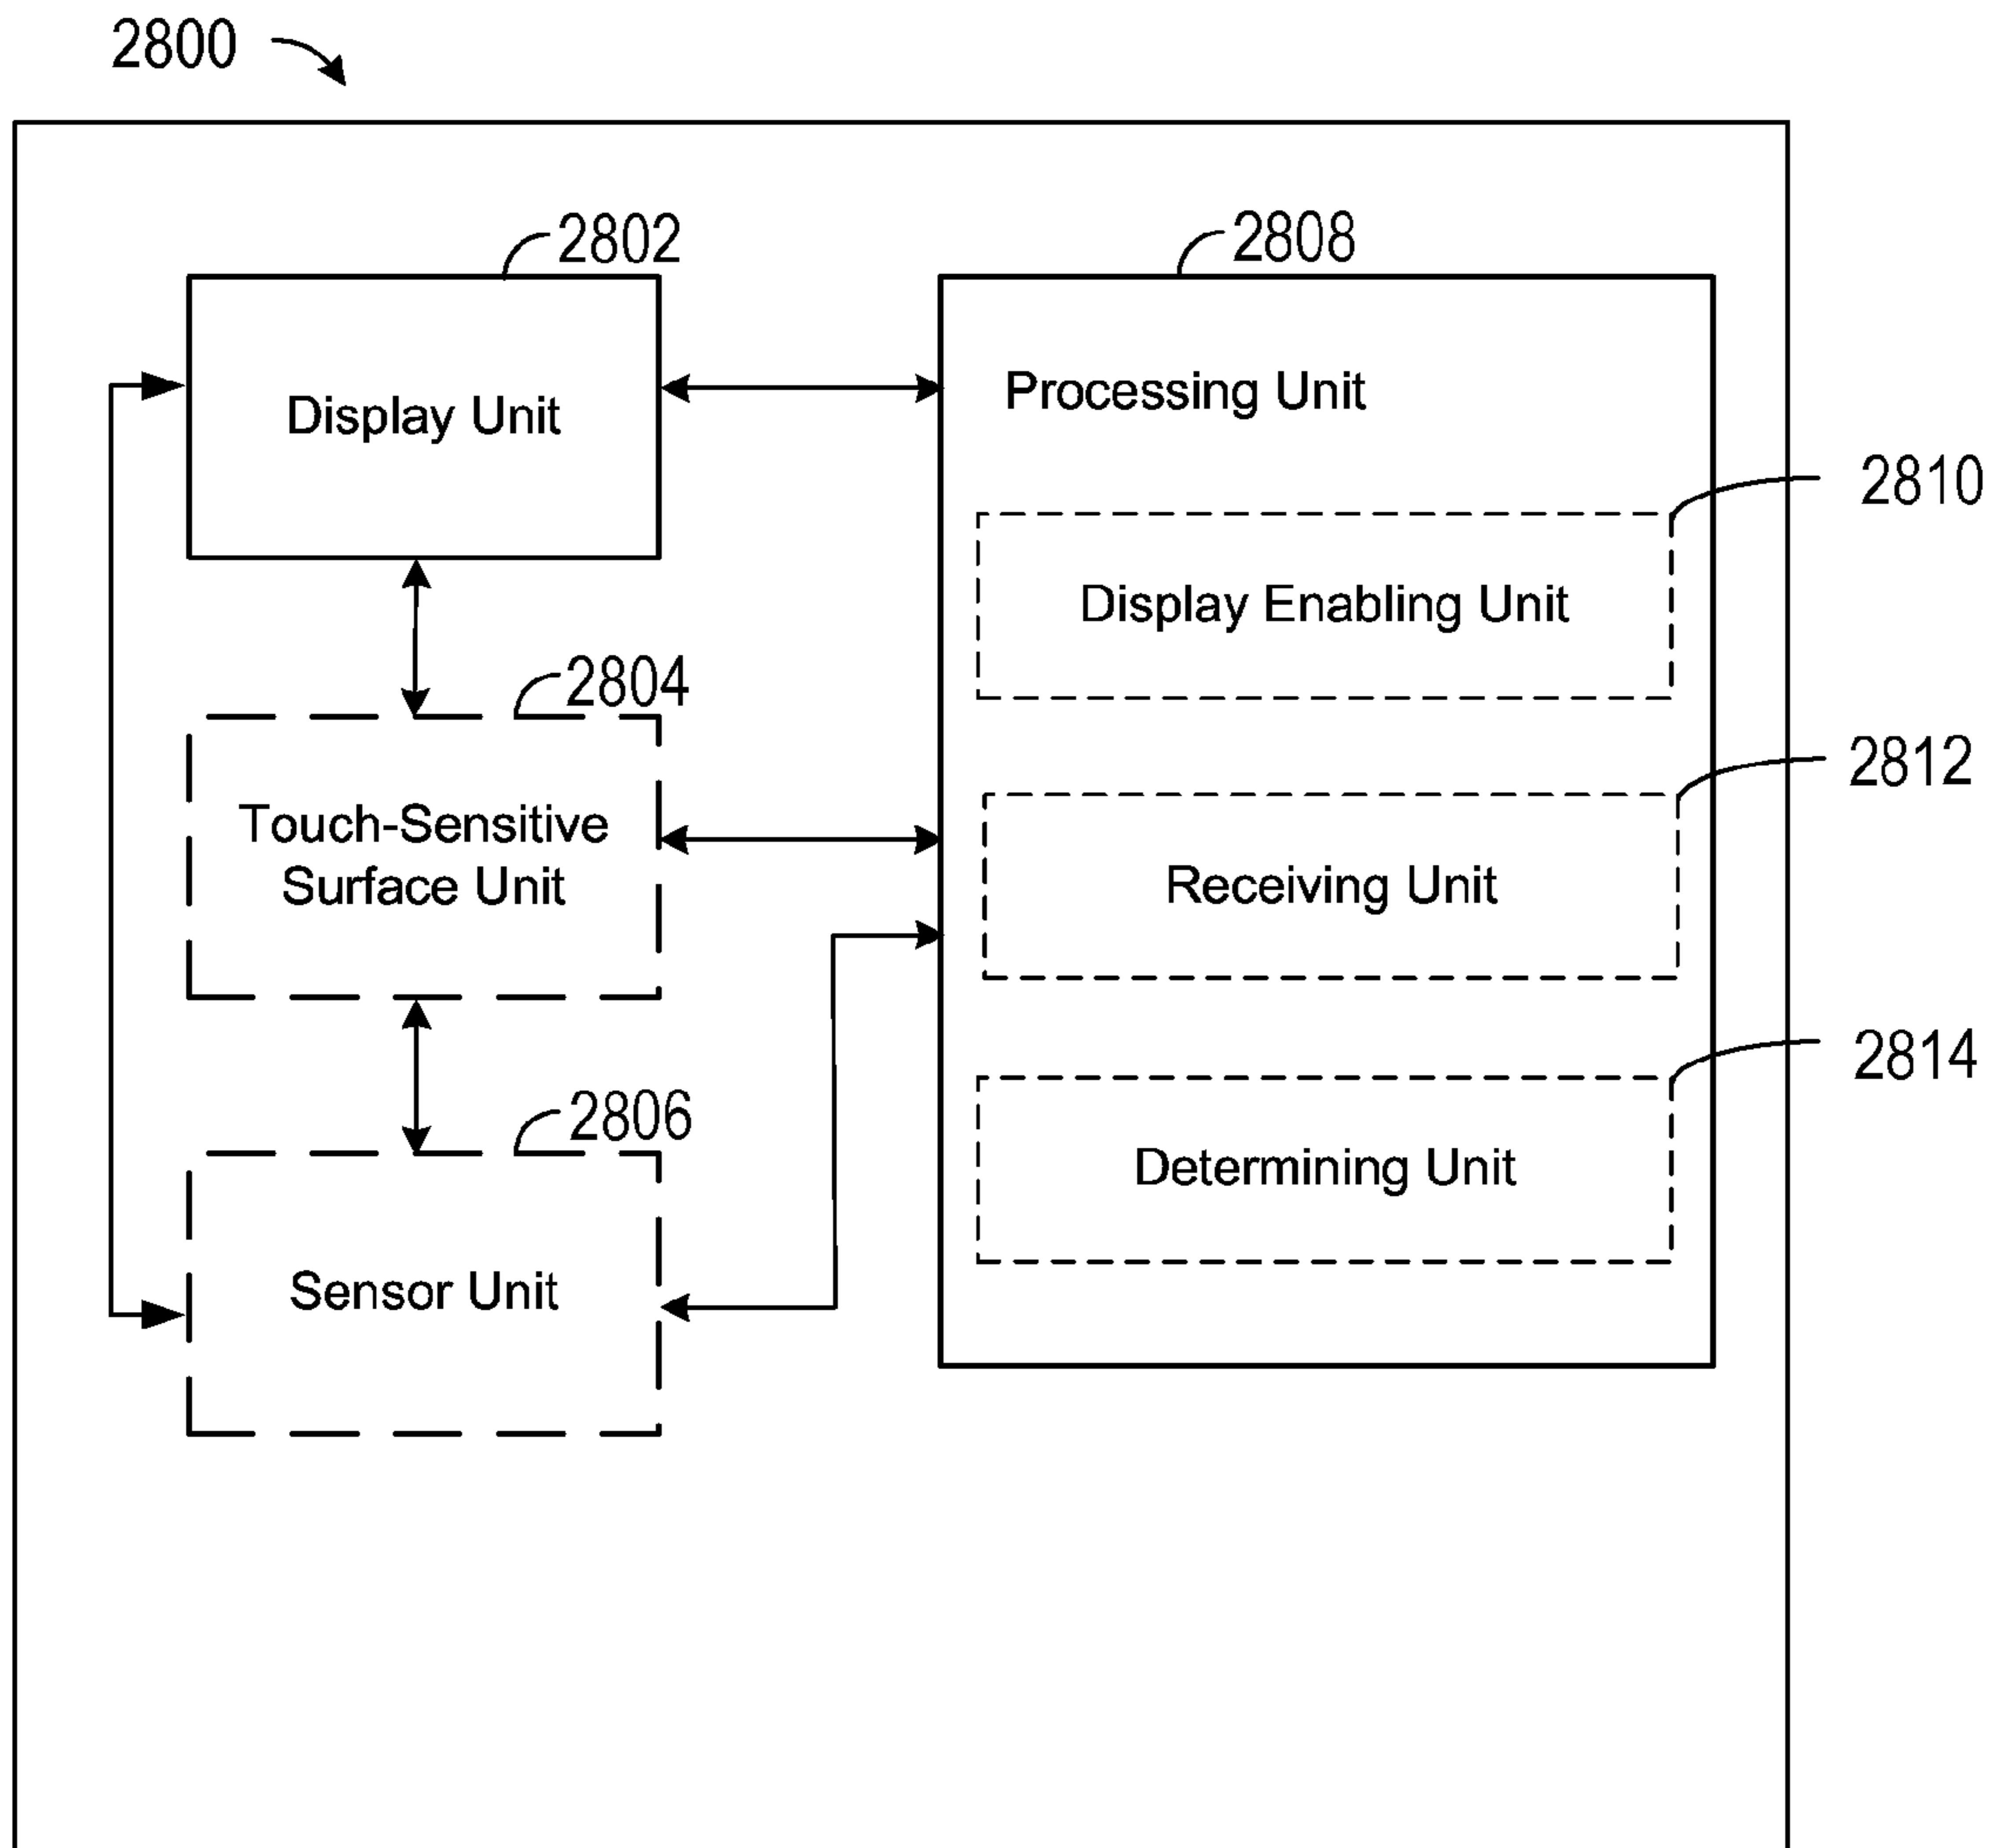 2800
2802
2808
Display Unit
Processing Unit
2810
Display Enabling Unit
2804
2812
Touch-Sensitive
Surface Unit
Receiving Unit
2814
2806
Determining Unit
Sensor Unit